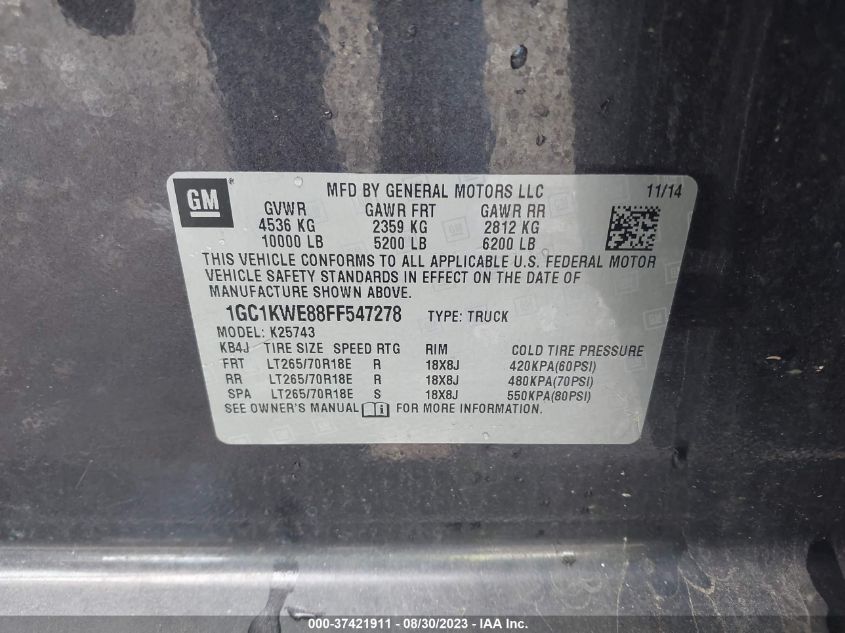 GM
MFD BY GENERAL MOTORS LLC 11/14
GVWR GAWR FRT GAWR RR
4536 KG 2359 KG 2812 KG
10000 LB 5200 LB 6200 LB
THIS VEHICLE CONFORMS TO ALL APPLICABLE U.S. FEDERAL MOTOR
VEHICLE SAFETY STANDARDS IN EFFECT ON THE DATE OF
MANUFACTURE SHOWN ABOVE.
1GC1KWE88FF547278 TYPE: TRUCK
MODEL: K25743
KB4J TIRE SIZE SPEED RTG RIM COLD TIRE PRESSURE
FRT LT265/70R18E R 18X8J 420KPA(60PSI)
RR LT265/70R18E R 18X8J 480KPA(70PSI)
SPA LT265/70R18E S 18X8J 550KPA(80PSI)
SEE OWNER'S MANUAL FOR MORE INFORMATION.
000-37421911 - 08/30/2023 - IAA Inc.